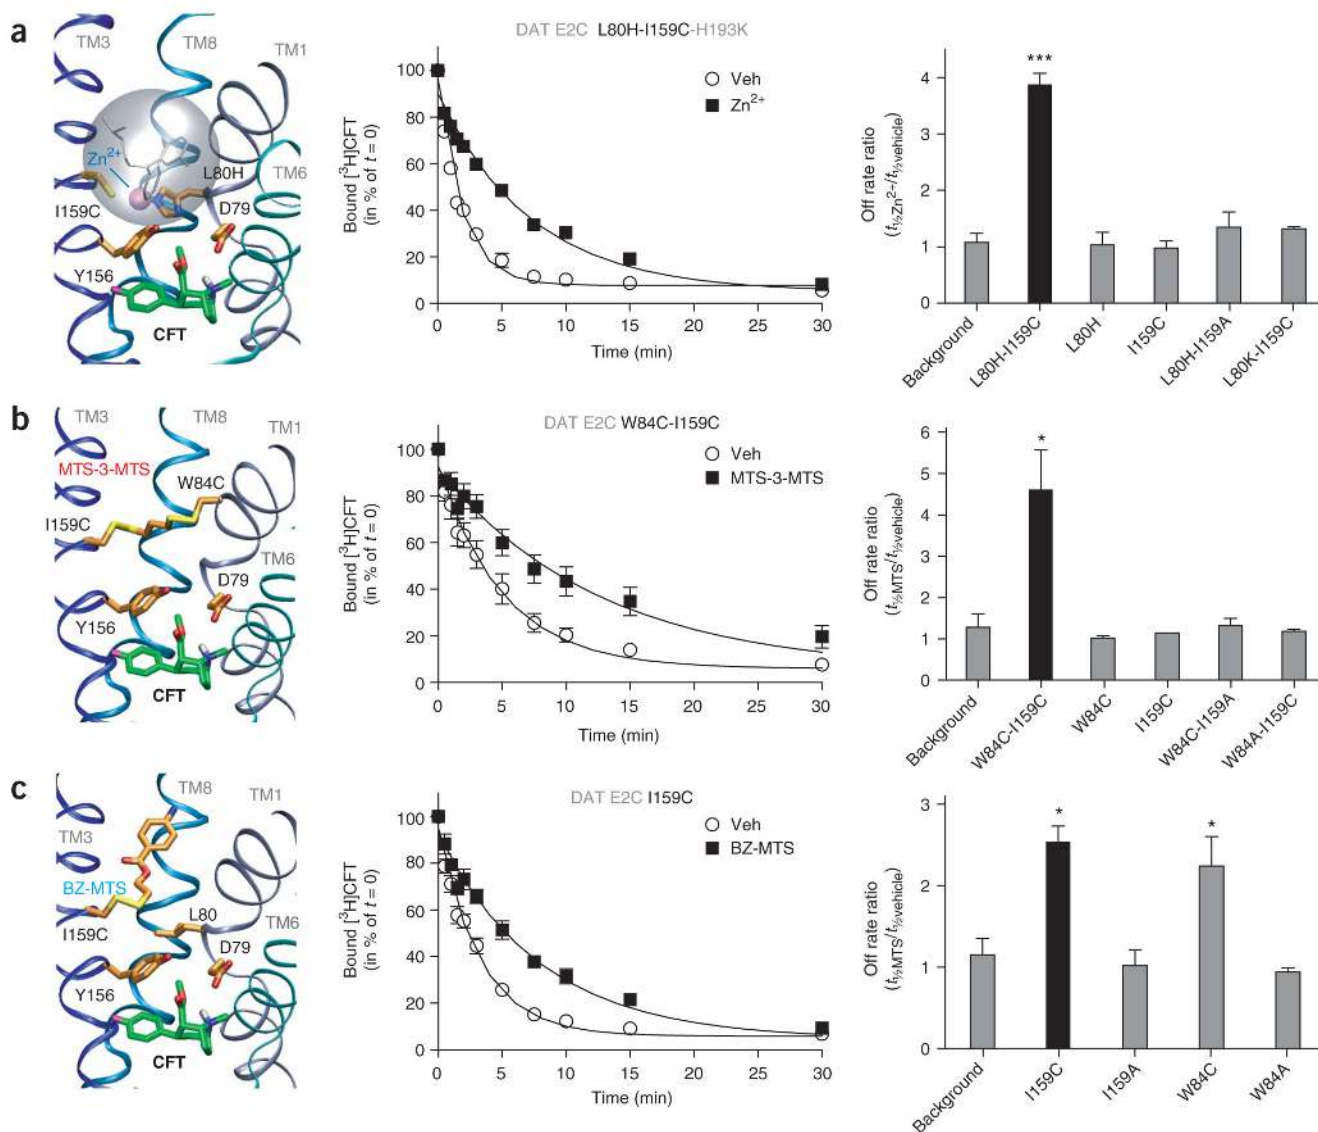 a
TM3
TM8
TM1
Zn2+
L80H
TM6
I159C
D79
Y156
CFT
DAT E2C L80H-I159C-H193K
Veh
Zn2+
Bound [3H]CFT
(in % of t = 0)
100
80
60
40
20
0
0 5 10 15 20 25 30
Time (min)
Off rate ratio
(t½Zn2+/t½vehicle)
4
3
2
1
0
***
Background
L80H-I159C
L80H
I159C
L80H-I159A
L80K-I159C
b
TM3
TM8
TM1
MTS-3-MTS
W84C
I159C
TM6
D79
Y156
CFT
DAT E2C W84C-I159C
Veh
MTS-3-MTS
Bound [3H]CFT
(in % of t = 0)
100
80
60
40
20
0
0 5 10 15 20 25 30
Time (min)
Off rate ratio
(t½MTS/t½vehicle)
6
5
4
3
2
1
0
*
Background
W84C-I159C
W84C
I159C
W84C-I159A
W84A-I159C
c
TM8
TM1
TM3
BZ-MTS
L80
I159C
TM6
D79
Y156
CFT
DAT E2C I159C
Veh
BZ-MTS
Bound [3H]CFT
(in % of t = 0)
100
80
60
40
20
0
0 5 10 15 20 25 30
Time (min)
Off rate ratio
(t½MTS/t½vehicle)
3
2
1
0
*
*
Background
I159C
I159A
W84C
W84A